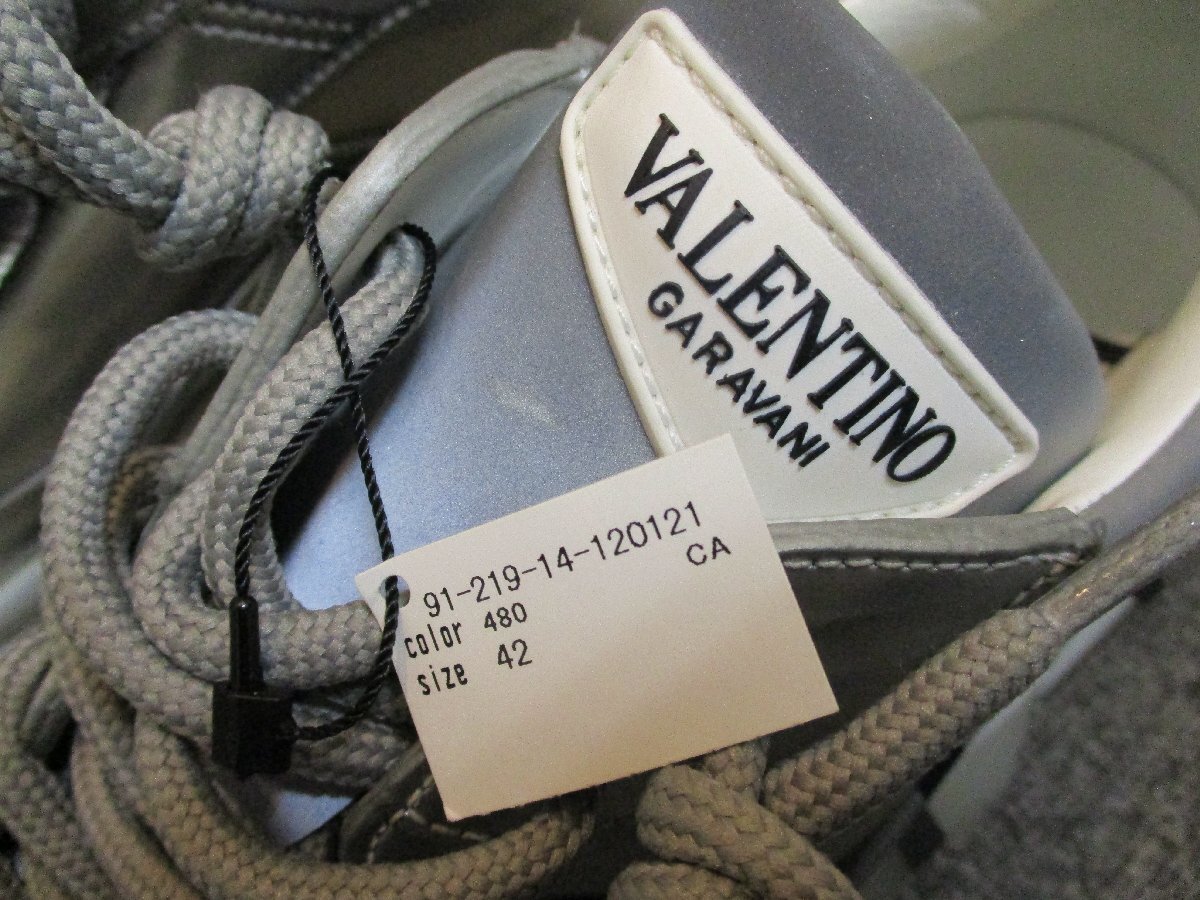 VALENTINO
GARAVANI
91-219-14-120121
CA
color 480
size 42